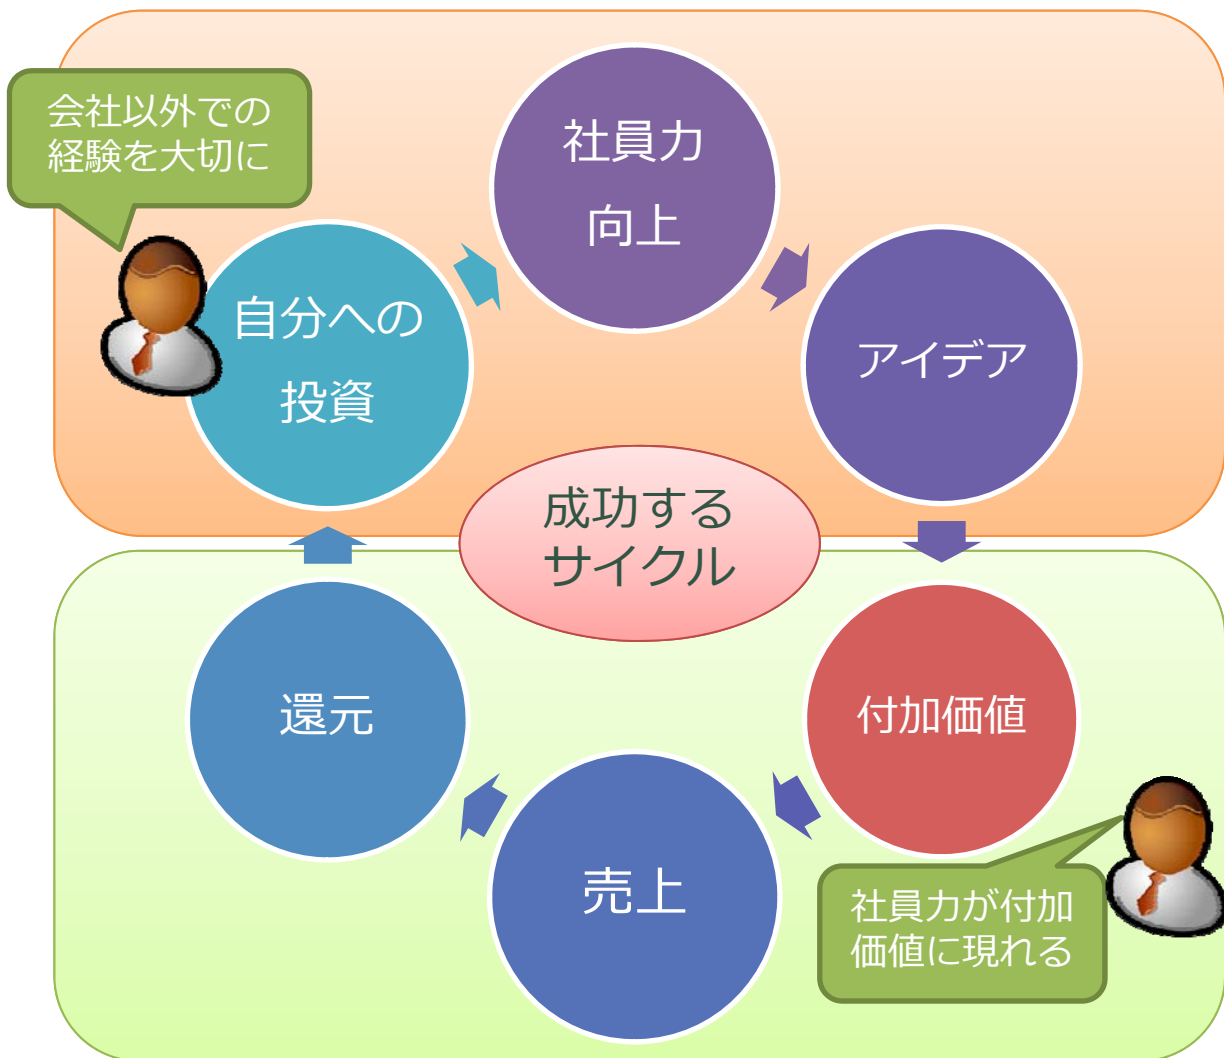 会社以外での
経験を大切に
社員力
向上
自分への
投資
アイデア
成功する
サイクル
還元
付加価値
売上
社員力が付加
価値に現れる